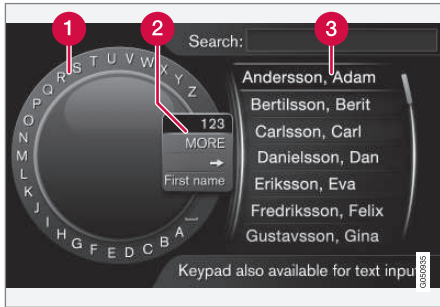 1
2
3
Search:
A B C D E F G H I J K L M N O P Q R S T U V W X Y Z
123
MORE
➞
First name
Andersson, Adam
Bertilsson, Berit
Carlsson, Carl
Danielsson, Dan
Eriksson, Eva
Fredriksson, Felix
Gustavsson, Gina
Keypad also available for text input
G050935